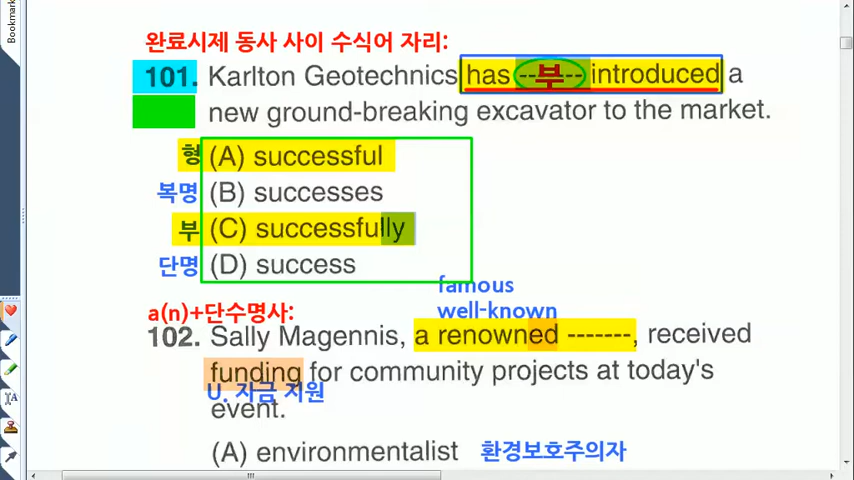 Bookmark
완료시제 동사 사이 수식어 자리:
101. Karlton Geotechnics has --부-- introduced a
new ground-breaking excavator to the market.
형 (A) successful
복명 (B) successes
부 (C) successfully
단명 (D) success
famous
a(n)+단수명사: well-known
102. Sally Magennis, a renowned -------, received
funding for community projects at today's
U. 자금 지원
event.
(A) environmentalist 환경보호주의자